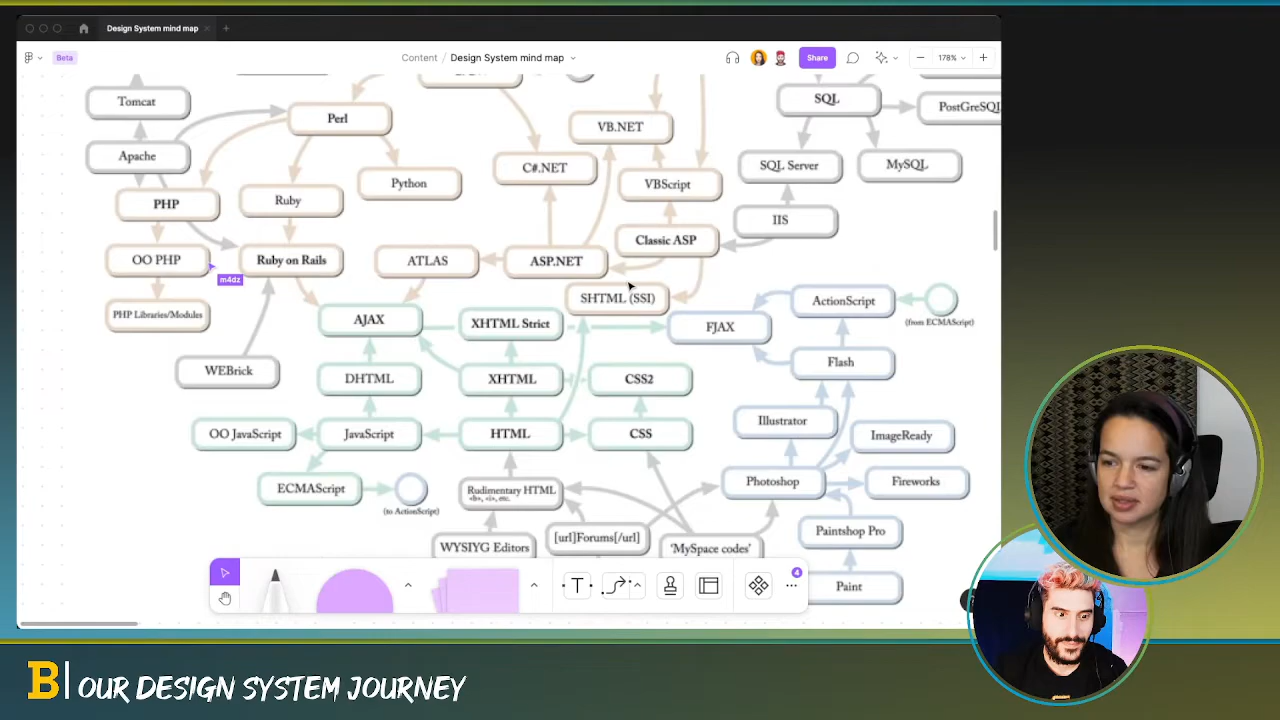 Design System mind map
Beta
Content / Design System mind map
Share
178%
Tomcat
Perl
VB.NET
SQL
PostGreSQL
Apache
C#.NET
SQL Server
MySQL
Python
VBScript
PHP
Ruby
IIS
Classic ASP
OO PHP
m4dz
Ruby on Rails
ATLAS
ASP.NET
SHTML (SSI)
ActionScript
(from ECMAScript)
PHP Libraries/Modules
AJAX
XHTML Strict
FJAX
Flash
WEBrick
DHTML
XHTML
CSS2
Illustrator
ImageReady
OO JavaScript
JavaScript
HTML
CSS
Photoshop
Fireworks
ECMAScript
(to ActionScript)
Rudimentary HTML
<b>, <i>, etc.
Paintshop Pro
WYSIYG Editors
[url]Forums[/url]
'MySpace codes'
4
T
Paint
B| OUR DESIGN SYSTEM JOURNEY